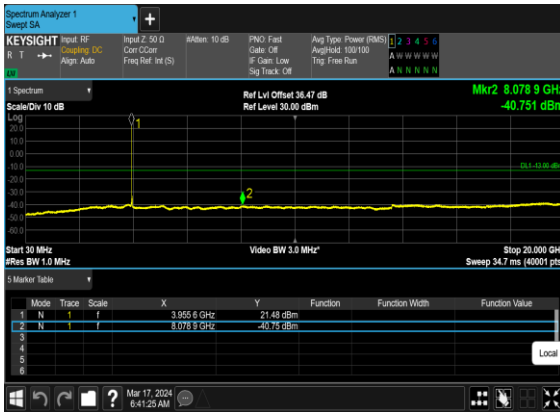 Spectrum Analyzer 1
Swept SA
+
KEYSIGHT
R T
LXI
Input: RF
Coupling: DC
Align: Auto
Input Z: 50 Ω
Corr CCorr
Freq Ref: Int (S)
#Atten: 10 dB
PNO: Fast
Gate: Off
IF Gain: Low
Sig Track: Off
Avg Type: Power (RMS)
Avg|Hold: 100/100
Trig: Free Run
1 2 3 4 5 6
A W W W W W
A N N N N N
1 Spectrum
Scale/Div 10 dB
Ref Lvl Offset 36.47 dB
Ref Level 30.00 dBm
Mkr2 8.078 9 GHz
-40.751 dBm
Log
20.0
10.0
0.00
-10.0
-20.0
-30.0
-40.0
-50.0
-60.0
1
2
DL1 -13.00 dBm
Start 30 MHz
#Res BW 1.0 MHz
Video BW 3.0 MHz*
Stop 20.000 GHz
Sweep 34.7 ms (40001 pts)
5 Marker Table
Mode Trace Scale X Y Function Function Width Function Value
1 N 1 f 3.955 6 GHz 21.48 dBm
2 N 1 f 8.078 9 GHz -40.75 dBm
3
4
5
6
Local
?
Mar 17, 2024
6:41:25 AM